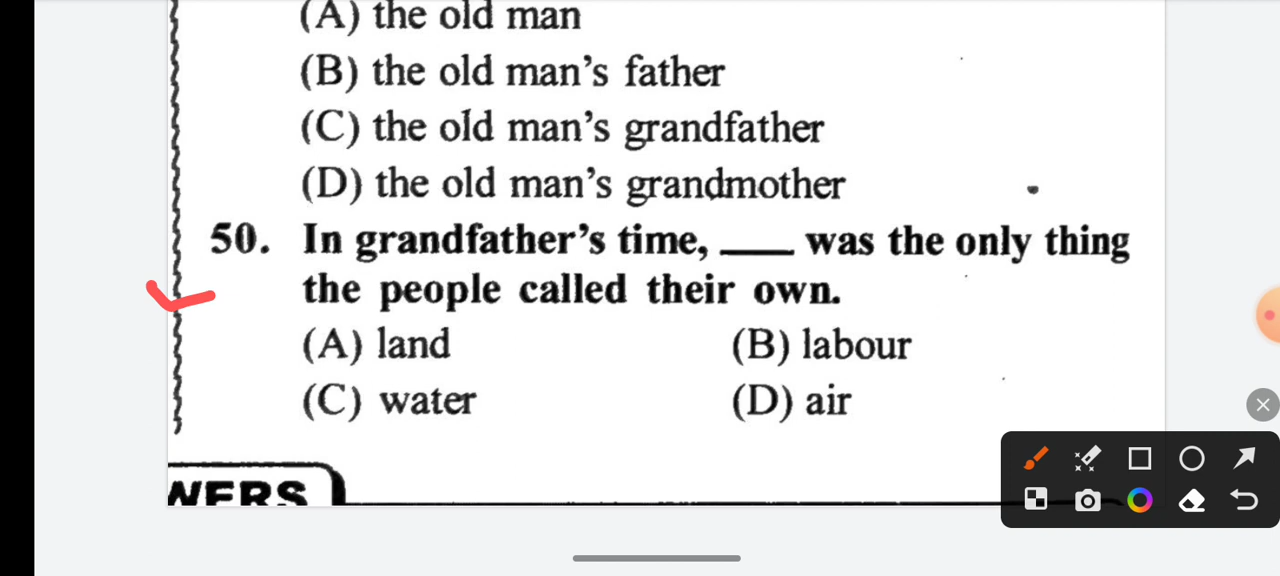 (A) the old man
(B) the old man's father
(C) the old man's grandfather
(D) the old man's grandmother
50. In grandfather's time, ___ was the only thing
the people called their own.
(A) land (B) labour
(C) water (D) air
WERS